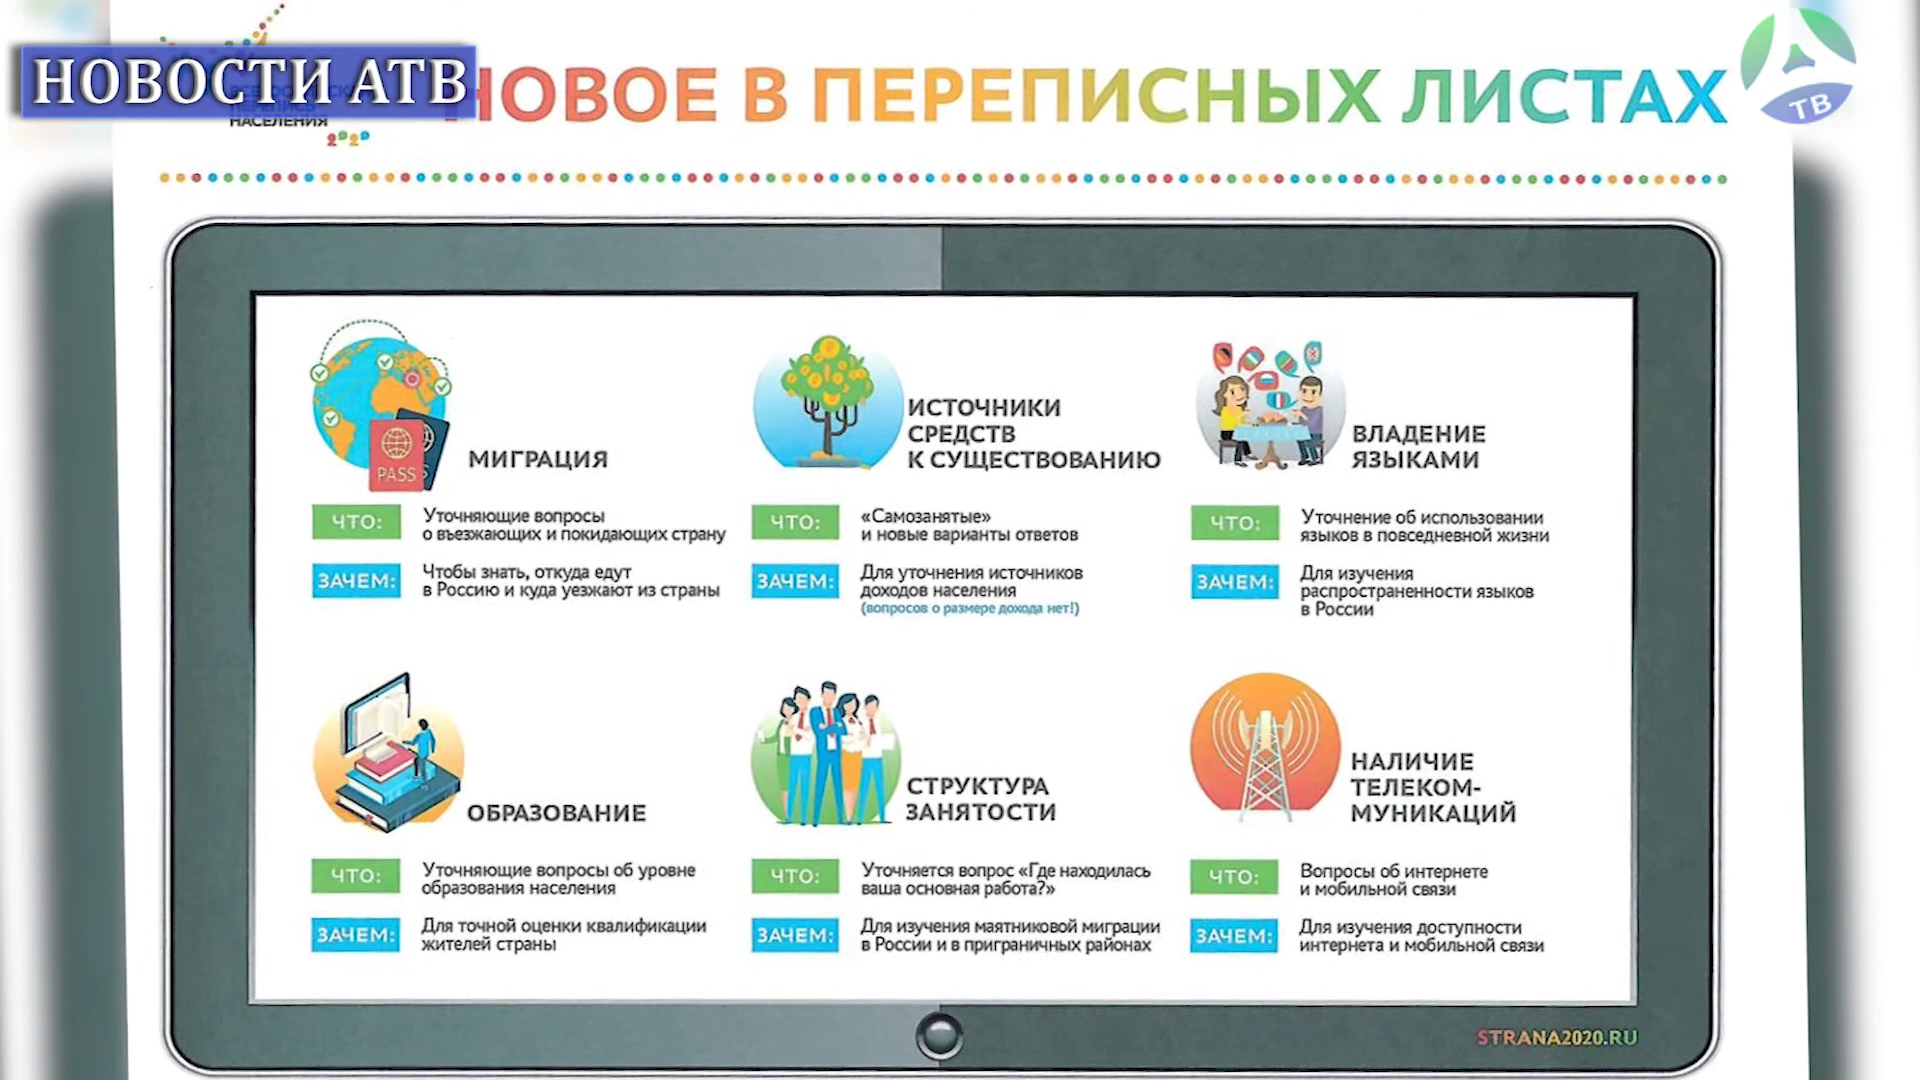 НОВОСТИ АТВ
НОВОЕ В ПЕРЕПИСНЫХ ЛИСТАХ
ТВ
НАСЕЛЕНИЯ
2020
PASS
МИГРАЦИЯ
ЧТО:
Уточняющие вопросы
о въезжающих и покидающих страну
ЗАЧЕМ:
Чтобы знать, откуда едут
в Россию и куда уезжают из страны
ИСТОЧНИКИ
СРЕДСТВ
К СУЩЕСТВОВАНИЮ
ЧТО:
«Самозанятые»
и новые варианты ответов
ЗАЧЕМ:
Для уточнения источников
доходов населения
(вопросов о размере дохода нет!)
ВЛАДЕНИЕ
ЯЗЫКАМИ
ЧТО:
Уточнение об использовании
языков в повседневной жизни
ЗАЧЕМ:
Для изучения
распространенности языков
в России
ОБРАЗОВАНИЕ
ЧТО:
Уточняющие вопросы об уровне
образования населения
ЗАЧЕМ:
Для точной оценки квалификации
жителей страны
СТРУКТУРА
ЗАНЯТОСТИ
ЧТО:
Уточняется вопрос «Где находилась
ваша основная работа?»
ЗАЧЕМ:
Для изучения маятниковой миграции
в России и в приграничных районах
НАЛИЧИЕ
ТЕЛЕКОМ-
МУНИКАЦИЙ
ЧТО:
Вопросы об интернете
и мобильной связи
ЗАЧЕМ:
Для изучения доступности
интернета и мобильной связи
STRANA2020.RU